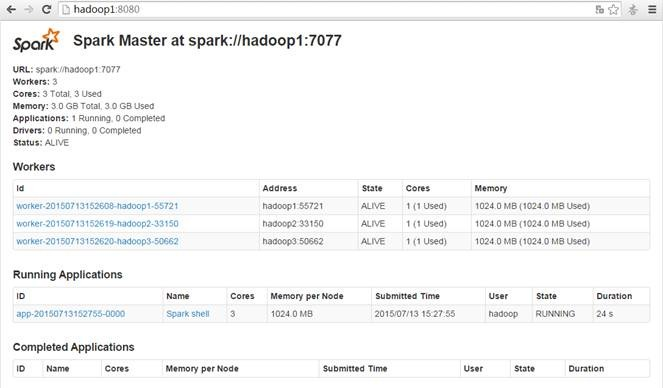 hadoop1:8080
Spark Spark Master at spark://hadoop1:7077
URL: spark://hadoop1:7077
Workers: 3
Cores: 3 Total, 3 Used
Memory: 3.0 GB Total, 3.0 GB Used
Applications: 1 Running, 0 Completed
Drivers: 0 Running, 0 Completed
Status: ALIVE
Workers
Id Address State Cores Memory
worker-20150713152608-hadoop1-55721 hadoop1:55721 ALIVE 1 (1 Used) 1024.0 MB (1024.0 MB Used)
worker-20150713152619-hadoop2-33150 hadoop2:33150 ALIVE 1 (1 Used) 1024.0 MB (1024.0 MB Used)
worker-20150713152620-hadoop3-50662 hadoop3:50662 ALIVE 1 (1 Used) 1024.0 MB (1024.0 MB Used)
Running Applications
ID Name Cores Memory per Node Submitted Time User State Duration
app-20150713152755-0000 Spark shell 3 1024.0 MB 2015/07/13 15:27:55 hadoop RUNNING 24 s
Completed Applications
ID Name Cores Memory per Node Submitted Time User State Duration